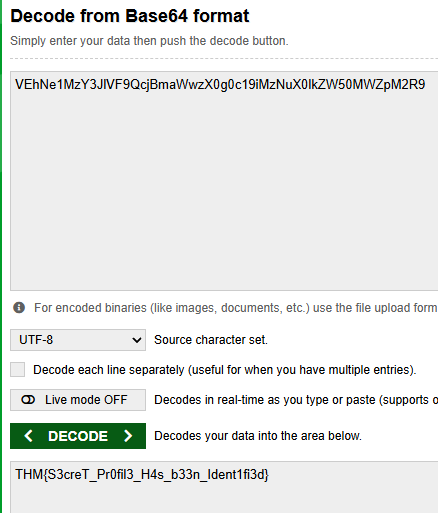 Decode from Base64 format
Simply enter your data then push the decode button.
VEhNe1MzY3JlVF9QcjBmaWwzX0g0c19iMzNuX0lkZW50MWZpM2R9
For encoded binaries (like images, documents, etc.) use the file upload form
UTF-8 Source character set.
Decode each line separately (useful for when you have multiple entries).
Live mode OFF Decodes in real-time as you type or paste (supports o
DECODE Decodes your data into the area below.
THM{S3creT_Pr0fil3_H4s_b33n_Ident1fi3d}